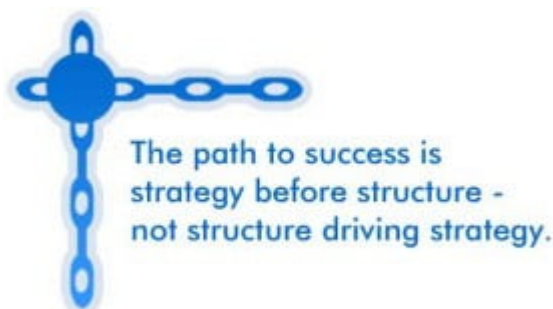 The path to success is
strategy before structure -
not structure driving strategy.